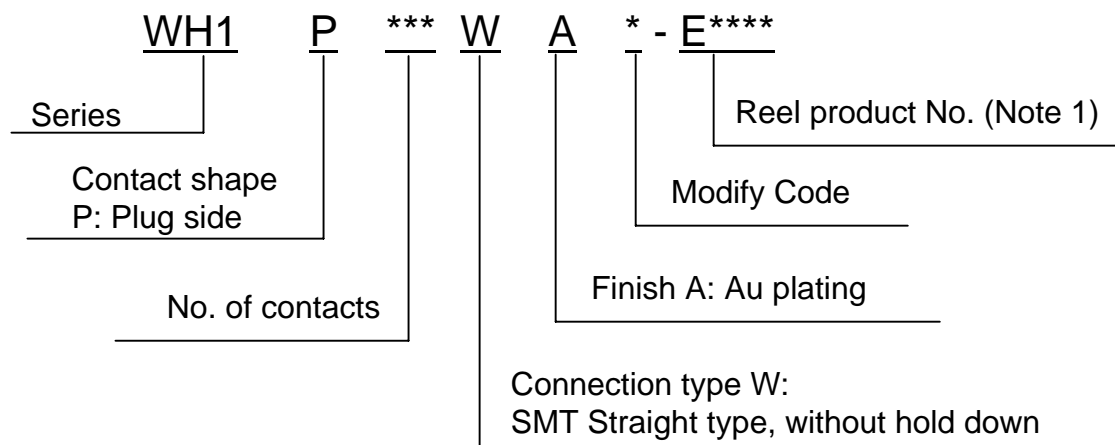 WH1 P *** W A * - E****
Series
Reel product No. (Note 1)
Contact shape
P: Plug side
Modify Code
No. of contacts
Finish A: Au plating
Connection type W:
SMT Straight type, without hold down